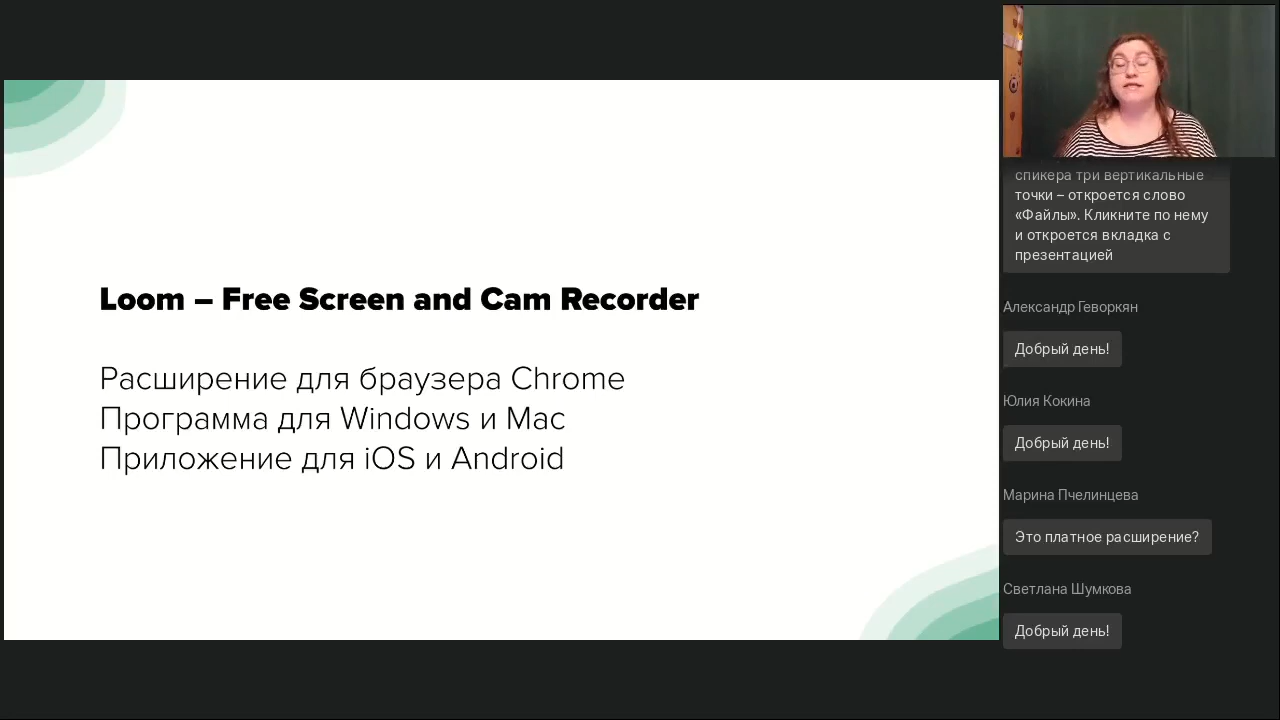 Loom – Free Screen and Cam Recorder
Расширение для браузера Chrome
Программа для Windows и Mac
Приложение для iOS и Android
спикера три вертикальные
точки – откроется слово
«Файлы». Кликните по нему
и откроется вкладка с
презентацией
Александр Геворкян
Добрый день!
Юлия Кокина
Добрый день!
Марина Пчелинцева
Это платное расширение?
Светлана Шумкова
Добрый день!